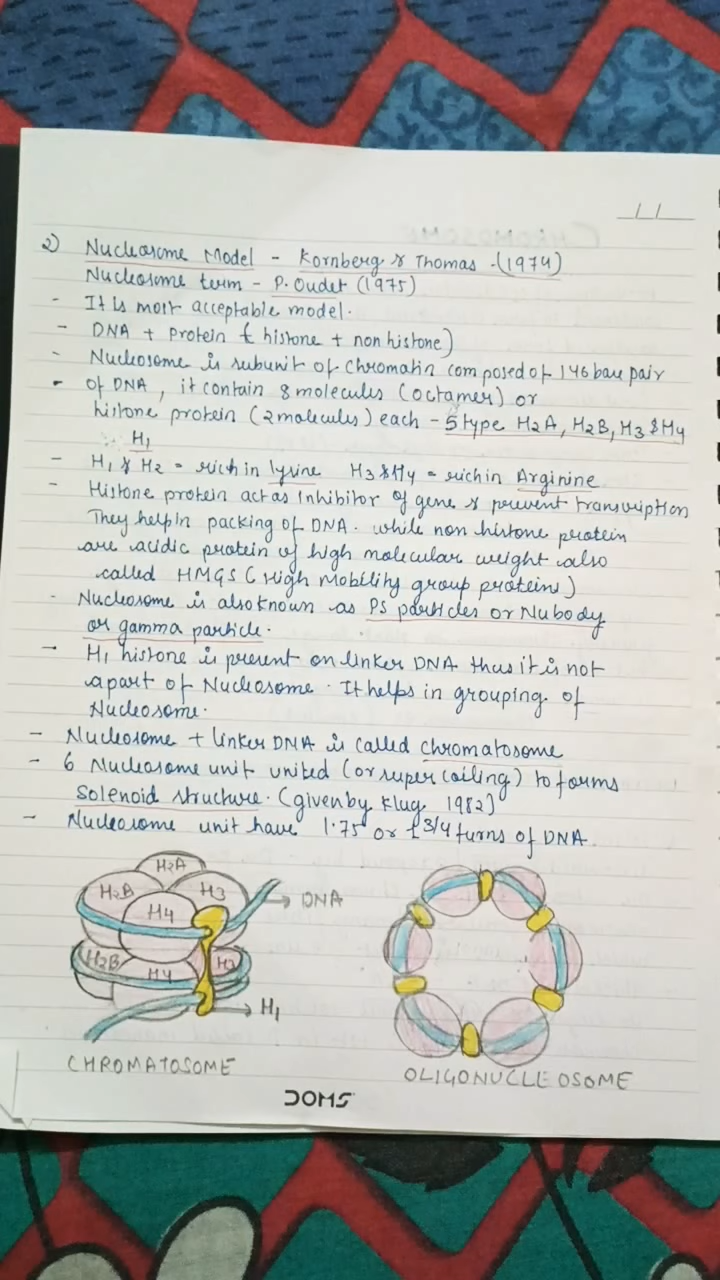 2) Nucleosome Model - Kornberg & Thomas -(1974)
Nucleosome term - P. Oudet (1975)
- It is most acceptable model.
- DNA + Protein ( histone + non histone)
- Nucleosome is subunit of chromatin composed of 146 base pair
- of DNA, it contain 8 molecules (octamer) or
histone protein (2 molecules) each - 5 type H2A, H2B, H3 & H4
H1
- H1 & H2 = rich in lysine H3 & H4 = rich in Arginine
- Histone protein act as inhibitor of gene & prevent transcription
They help in packing of DNA. while non histone protein
are acidic protein of high molecular weight also
called HMGS (High Mobility group proteins)
- Nucleosome is also known as PS particles or Nubody
or gamma particle.
- H1 histone is present on linker DNA thus it is not
a part of Nucleosome. It helps in grouping of
Nucleosome.
- Nucleosome + linker DNA is called chromatosome
- 6 Nucleosome unit united (or super coiling) to forms
Solenoid structure. (given by Klug 1982)
- Nucleosome unit have 1.75 or 1 3/4 turns of DNA
H2A
H2B H3
H4
DNA
H2B H4
H1
CHROMATOSOME
OLIGONUCLEOSOME
DOMS